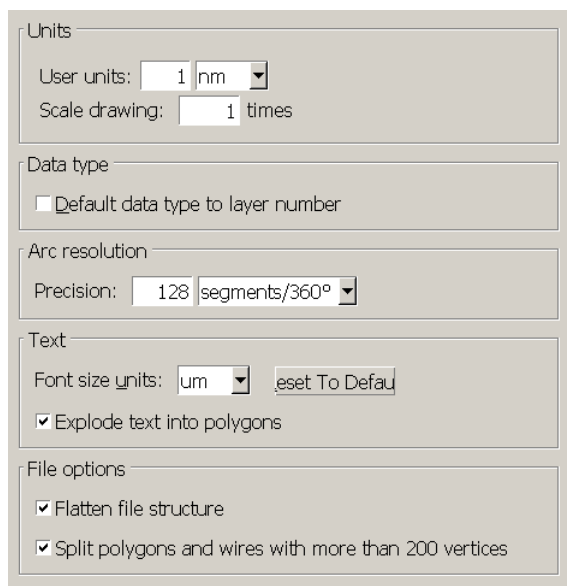 Units
User units: 1 nm
Scale drawing: 1 times
Data type
Default data type to layer number
Arc resolution
Precision: 128 segments/360°
Text
Font size units: um eset To Defau
Explode text into polygons
File options
Flatten file structure
Split polygons and wires with more than 200 vertices